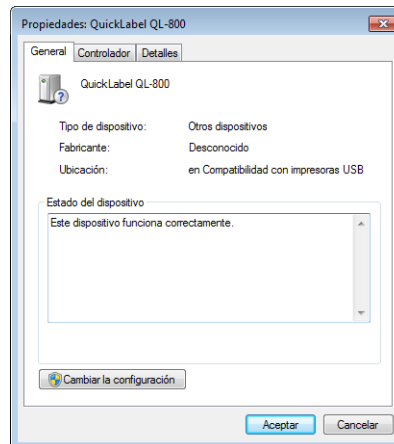 Propiedades: QuickLabel QL-800
General Controlador Detalles
QuickLabel QL-800
Tipo de dispositivo: Otros dispositivos
Fabricante: Desconocido
Ubicación: en Compatibilidad con impresoras USB
Estado del dispositivo
Este dispositivo funciona correctamente.
Cambiar la configuración
Aceptar Cancelar